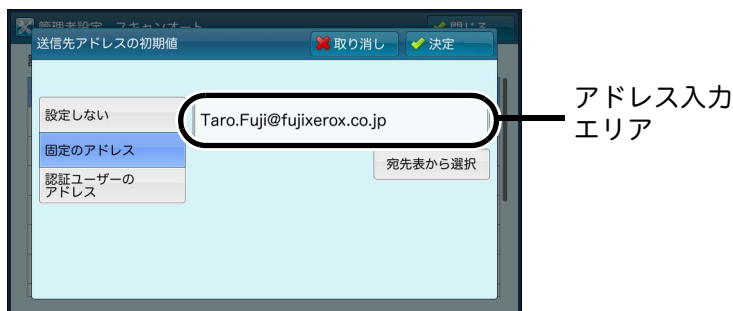 管理者設定 スキャンオート
閉じる
送信先アドレスの初期値
取り消し
決定
設定しない
Taro.Fuji@fujixerox.co.jp
アドレス入力
エリア
固定のアドレス
宛先表から選択
認証ユーザーの
アドレス